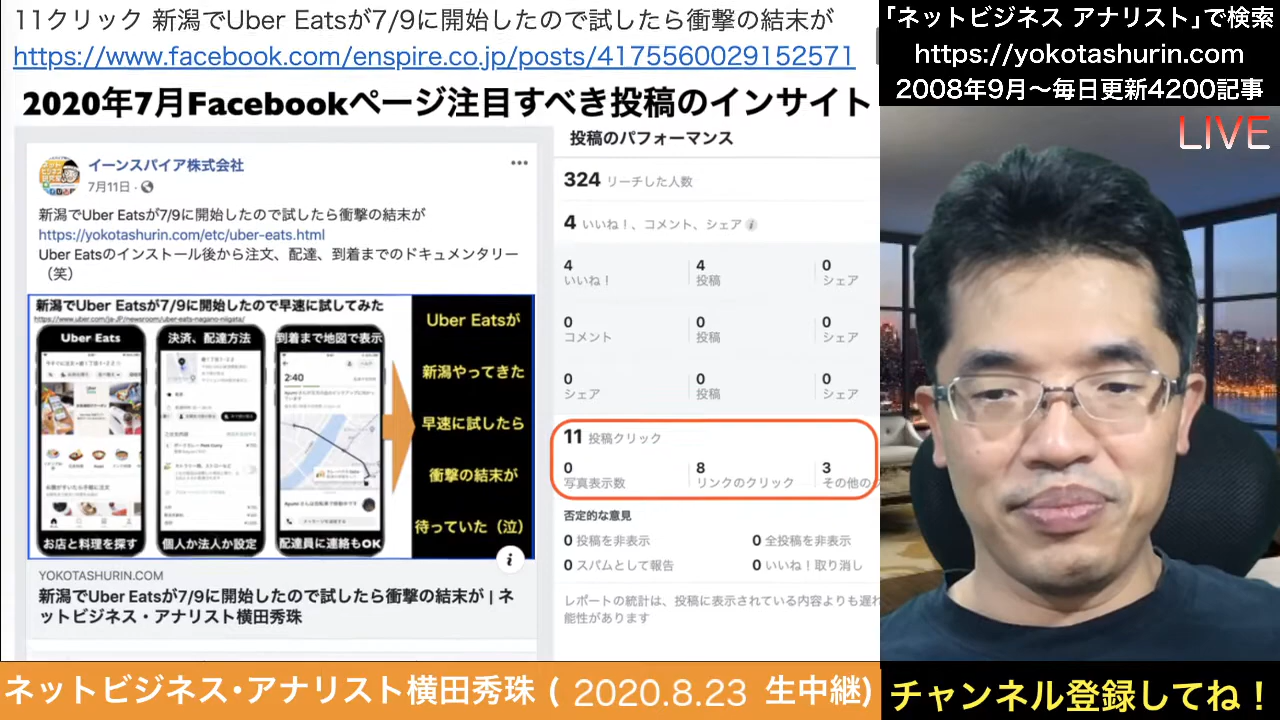 11クリック 新潟でUber Eatsが7/9に開始したので試したら衝撃の結末が
https://www.facebook.com/enspire.co.jp/posts/4175560029152571
2020年7月Facebookページ注目すべき投稿のインサイト
イーンスパイア株式会社
7月11日
新潟でUber Eatsが7/9に開始したので試したら衝撃の結末が
https://yokotashurin.com/etc/uber-eats.html
Uber Eatsのインストール後から注文、配達、到着までのドキュメンタリー
（笑）
新潟でUber Eatsが7/9に開始したので早速に試してみた
https://www.uber.com/ja-JP/newsroom/uber-eats-nagano-niigata/
Uber Eats
決済、配達方法
到着まで地図で表示
2:40
お店と料理を探す
個人か法人か設定
配達員に連絡もOK
Uber Eatsが
新潟やってきた
早速に試したら
衝撃の結末が
待っていた（泣）
YOKOTASHURIN.COM
新潟でUber Eatsが7/9に開始したので試したら衝撃の結末が | ネ
ットビジネス・アナリスト横田秀珠
投稿のパフォーマンス
324 リーチした人数
4 いいね！、コメント、シェア
4 4 0
いいね！ 投稿 シェア
0 0 0
コメント 投稿 シェア
0 0 0
シェア 投稿 シェア
11 投稿クリック
0 8 3
写真表示数 リンクのクリック その他の
否定的な意見
0 投稿を非表示 0 全投稿を非表示
0 スパムとして報告 0 いいね！取り消し
レポートの統計は、投稿に表示されている内容よりも遅れ
能性があります
「ネットビジネス アナリスト」で検索
https://yokotashurin.com
2008年9月〜毎日更新4200記事
LIVE
ネットビジネス・アナリスト横田秀珠 ( 2020.8.23 生中継)
チャンネル登録してね！